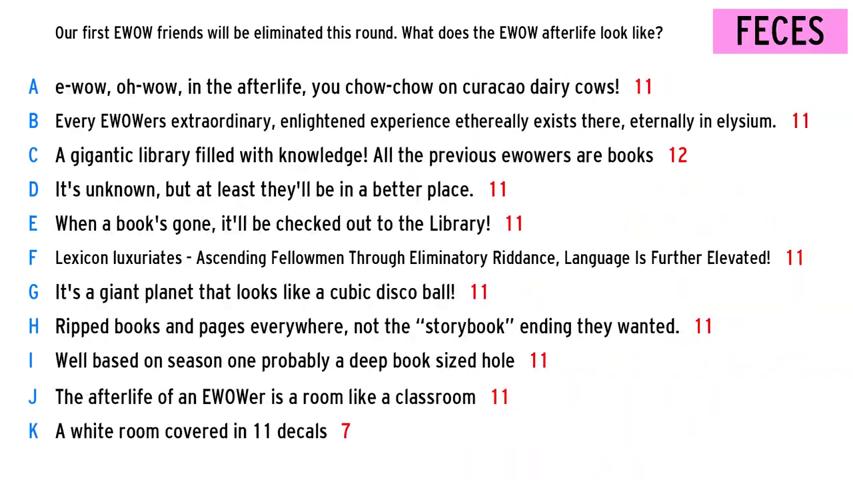 Our first EWOW friends will be eliminated this round. What does the EWOW afterlife look like?
FECES
A e-wow, oh-wow, in the afterlife, you chow-chow on curacao dairy cows! 11
B Every EWOWers extraordinary, enlightened experience ethereally exists there, eternally in elysium. 11
C A gigantic library filled with knowledge! All the previous ewowers are books 12
D It's unknown, but at least they'll be in a better place. 11
E When a book's gone, it'll be checked out to the Library! 11
F Lexicon luxuriates - Ascending Fellowmen Through Eliminatory Riddance, Language Is Further Elevated! 11
G It's a giant planet that looks like a cubic disco ball! 11
H Ripped books and pages everywhere, not the “storybook” ending they wanted. 11
I Well based on season one probably a deep book sized hole 11
J The afterlife of an EWOWer is a room like a classroom 11
K A white room covered in 11 decals 7